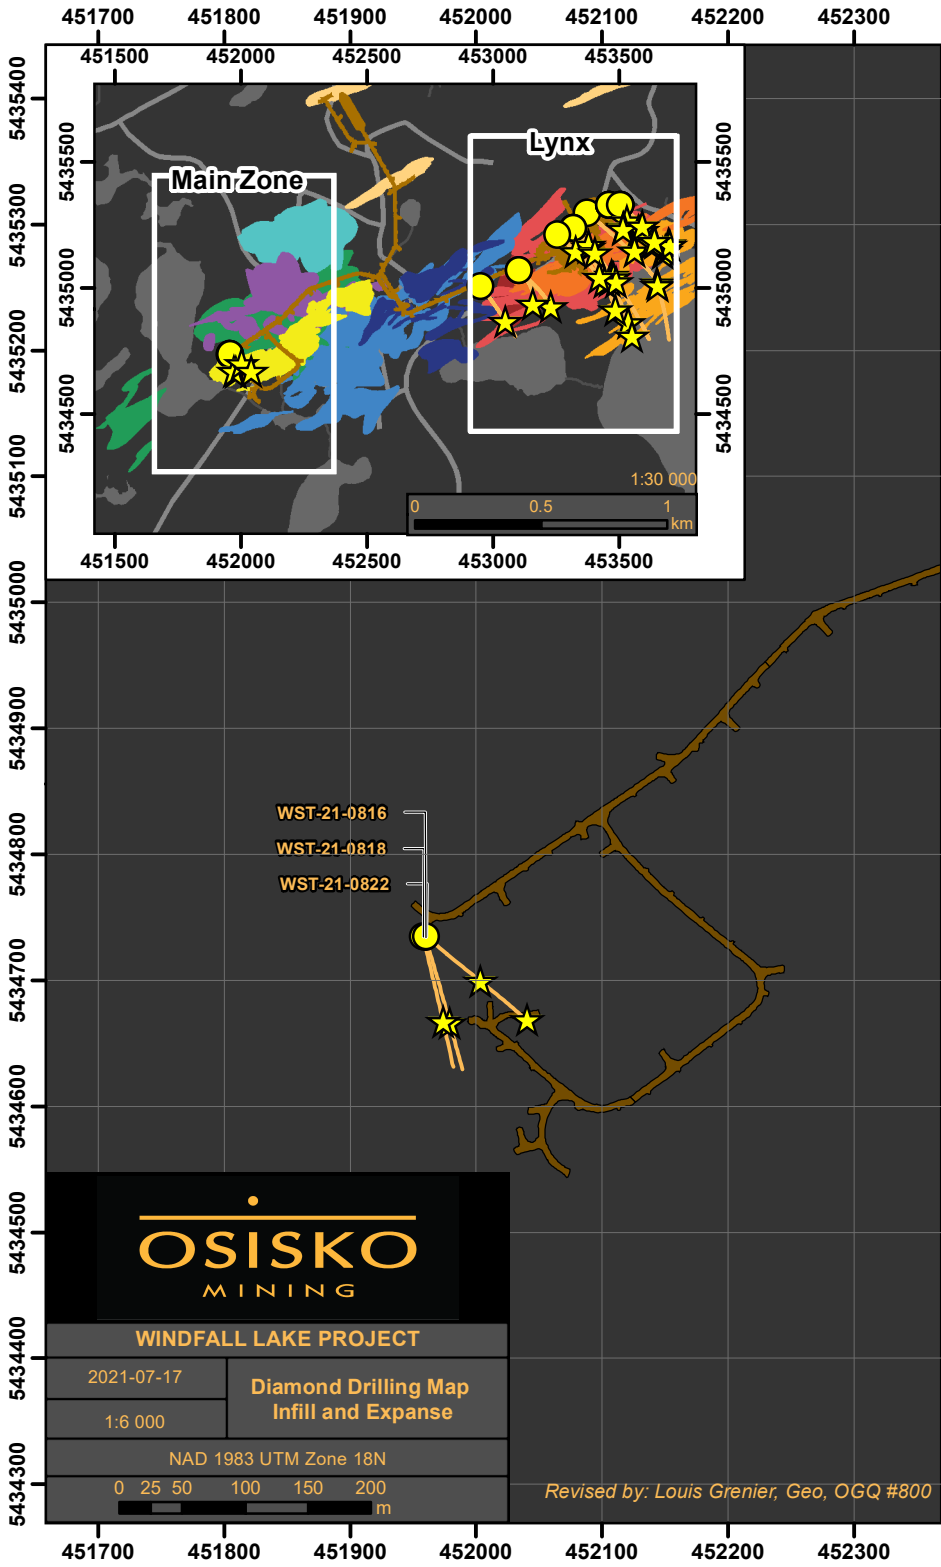 451700 451800 451900 452000 452100 452200 452300
451500 452000 452500 453000 453500
5435400
5435300
5435200
5435100
5435000
5434900
5434800
5434700
5434600
5434500
5434400
5434300
5435500
5435000
5434500
5435500
5435000
5434500
Main Zone
Lynx
1:30 000
0 0.5 1
km
451500 452000 452500 453000 453500
WST-21-0816
WST-21-0818
WST-21-0822
OSISKO
MINING
WINDFALL LAKE PROJECT
2021-07-17
1:6 000
Diamond Drilling Map
Infill and Expanse
NAD 1983 UTM Zone 18N
0 25 50 100 150 200
m
Revised by: Louis Grenier, Geo, OGQ #800
451700 451800 451900 452000 452100 452200 452300